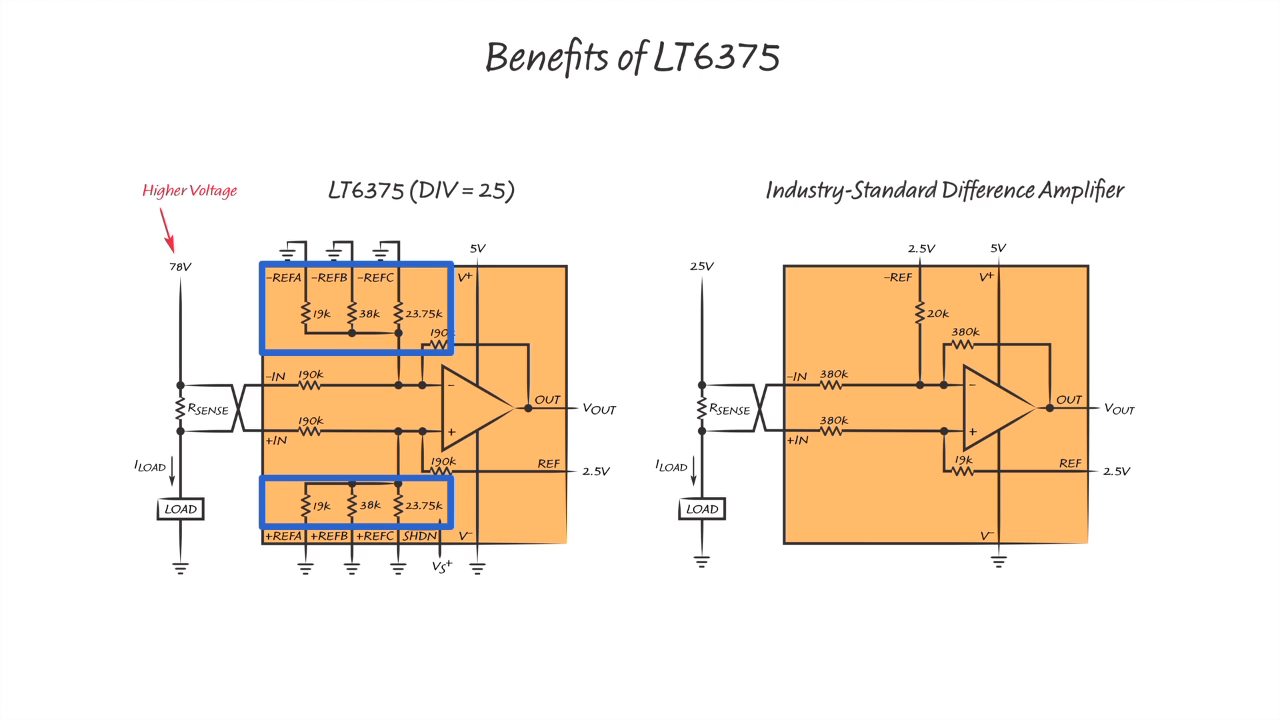 Benefits of LT6375
Higher Voltage
LT6375 (DIV = 25)
78V
5V
-REFA
-REFB
-REFC
V+
19k
38k
23.75k
190k
-IN
190k
RSENSE
190k
+IN
-
+
OUT
VOUT
190k
REF
2.5V
ILOAD
LOAD
19k
38k
23.75k
+REFA
+REFB
+REFC
SHDN
V-
VS+
Industry-Standard Difference Amplifier
25V
2.5V
5V
-REF
V+
20k
380k
-IN
380k
RSENSE
380k
+IN
-
+
OUT
VOUT
19k
REF
2.5V
ILOAD
LOAD
V-